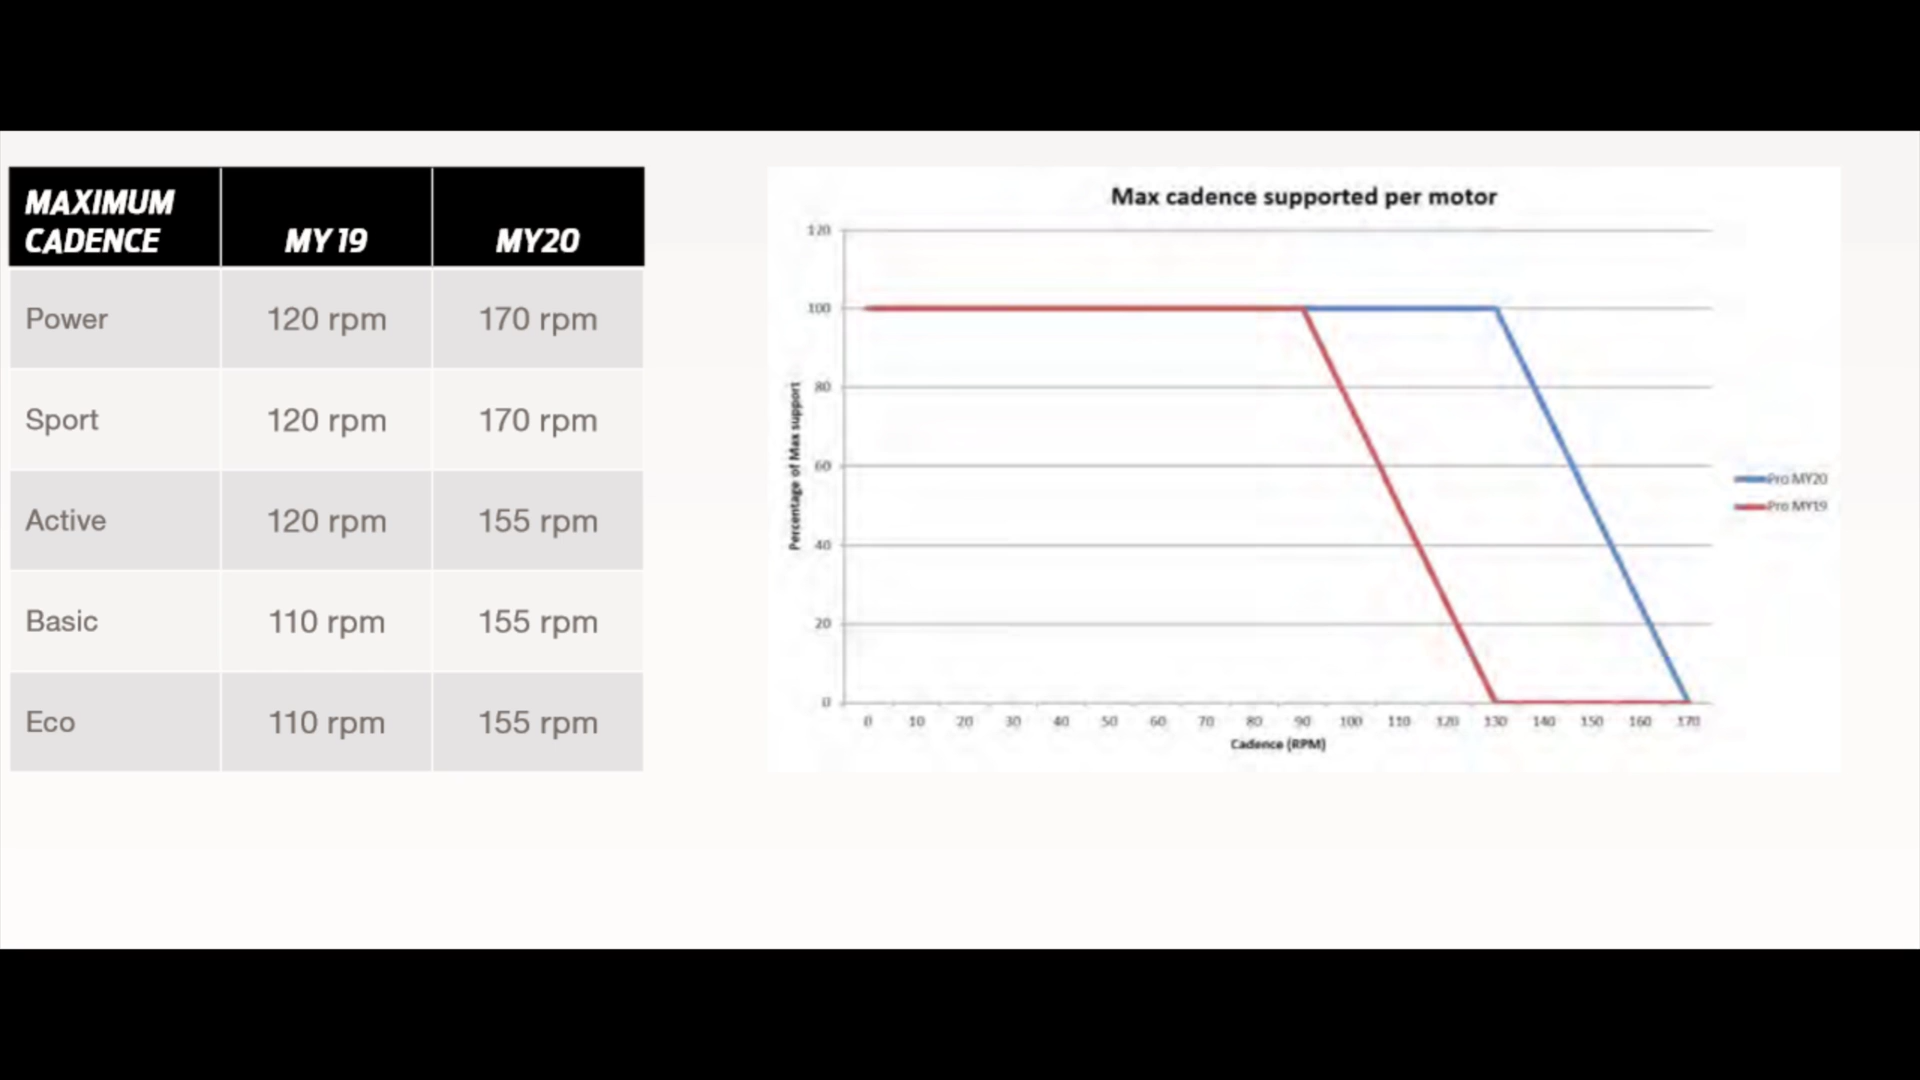 MAXIMUM
CADENCE
MY19
MY20
Power
120 rpm
170 rpm
Sport
120 rpm
170 rpm
Active
120 rpm
155 rpm
Basic
110 rpm
155 rpm
Eco
110 rpm
155 rpm
Max cadence supported per motor
Percentage of Max support
120
100
80
60
40
20
0
0 10 20 30 40 50 60 70 80 90 100 110 120 130 140 150 160 170
Cadence (RPM)
Pro MY20
Pro MY19